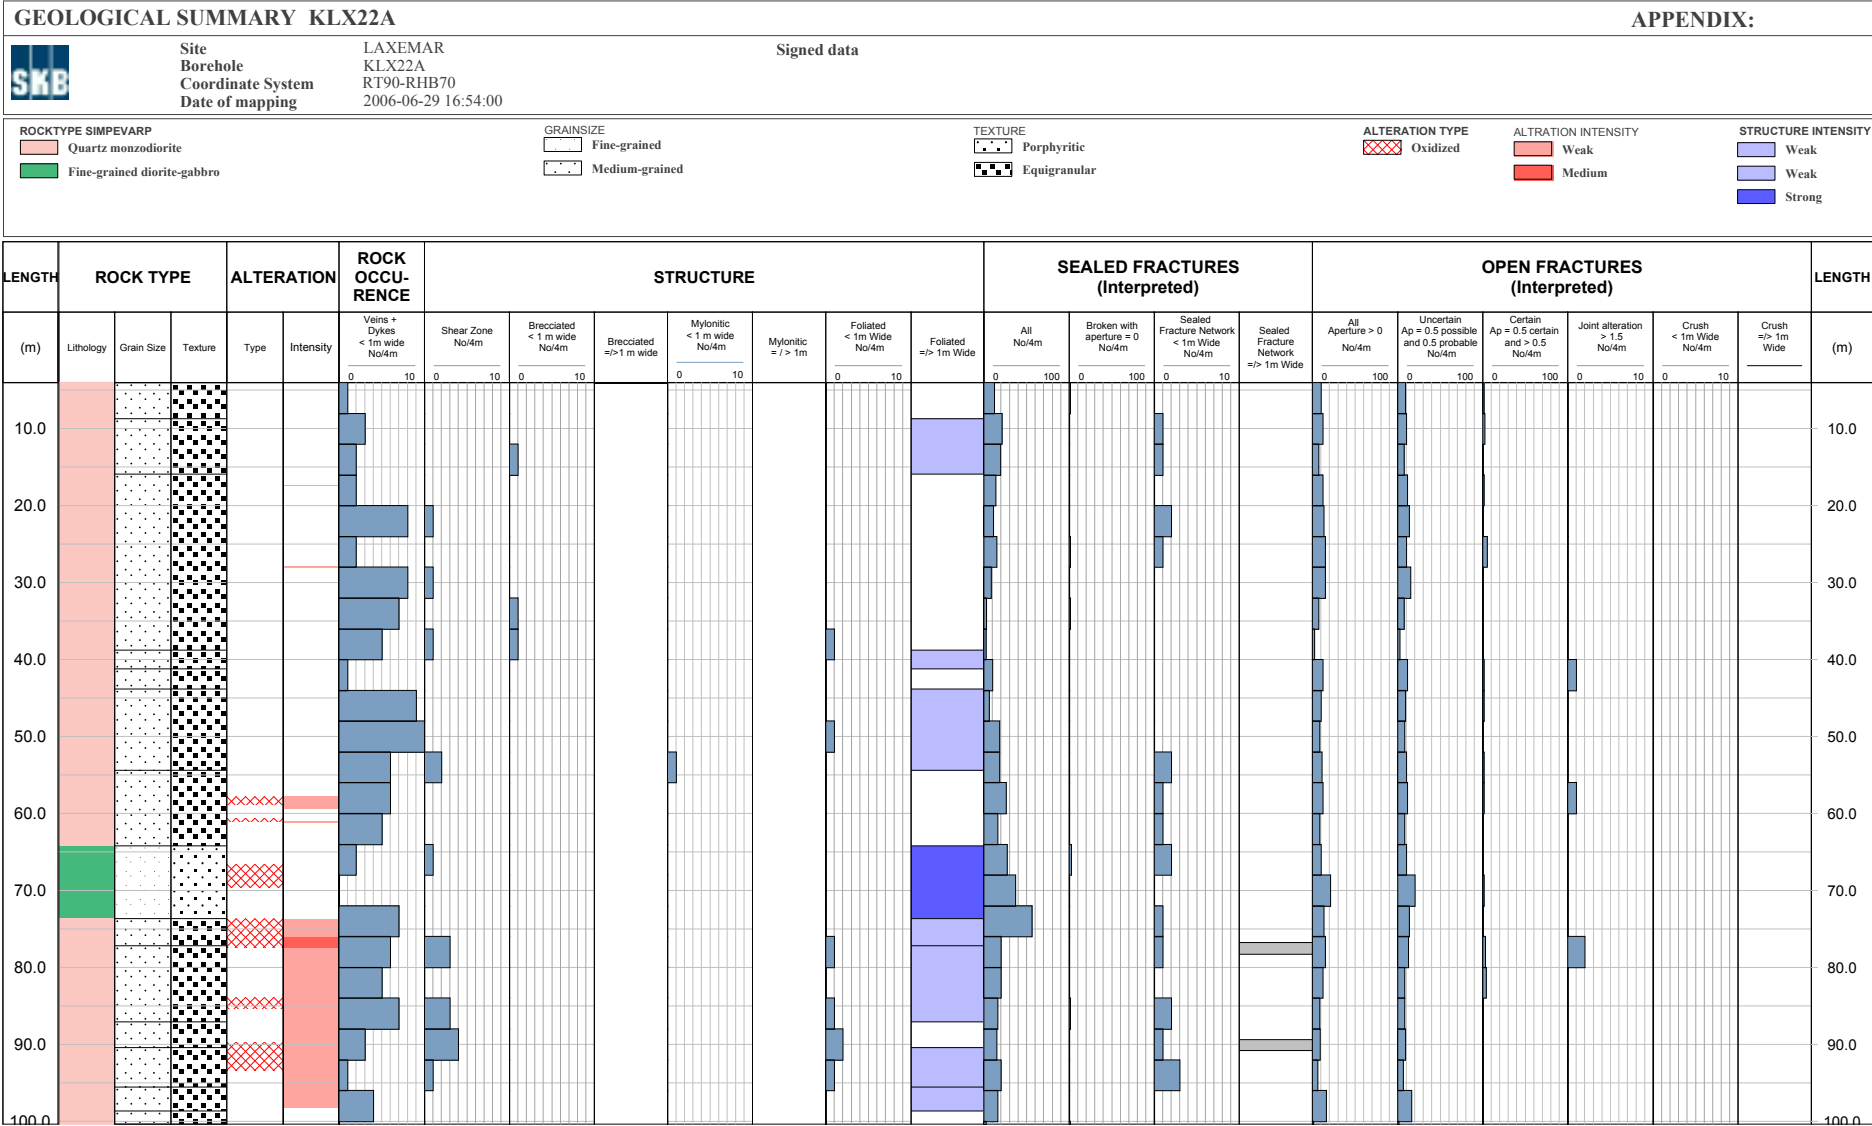 GEOLOGICAL SUMMARY KLX22A APPENDIX:
SKB
Site LAXEMAR Signed data
Borehole KLX22A
Coordinate System RT90-RHB70
Date of mapping 2006-06-29 16:54:00
ROCKTYPE SIMPEVARP
Quartz monzodiorite
Fine-grained diorite-gabbro
GRAINSIZE
Fine-grained
Medium-grained
TEXTURE
Porphyritic
Equigranular
ALTERATION TYPE
Oxidized
ALTRATION INTENSITY
Weak
Medium
STRUCTURE INTENSITY
Weak
Weak
Strong
LENGTH
ROCK TYPE
ALTERATION
ROCK
OCCU-
RENCE
STRUCTURE
SEALED FRACTURES
(Interpreted)
OPEN FRACTURES
(Interpreted)
LENGTH
(m)
Lithology
Grain Size
Texture
Type
Intensity
Veins +
Dykes
< 1m wide
No/4m
0 10
Shear Zone
No/4m
0 10
Brecciated
< 1 m wide
No/4m
0 10
Brecciated
=/>1 m wide
Mylonitic
< 1 m wide
No/4m
0 10
Mylonitic
= / > 1m
Foliated
< 1m Wide
No/4m
0 10
Foliated
=/> 1m Wide
All
No/4m
0 100
Broken with
aperture = 0
No/4m
0 100
Sealed
Fracture Network
< 1m Wide
No/4m
0 10
Sealed
Fracture
Network
=/> 1m Wide
All
Aperture > 0
No/4m
0 100
Uncertain
Ap = 0.5 possible
and 0.5 probable
No/4m
0 100
Certain
Ap = 0.5 certain
and > 0.5
No/4m
0 100
Joint alteration
> 1.5
No/4m
0 10
Crush
< 1m Wide
No/4m
0 10
Crush
=/> 1m
Wide
(m)
10.0 10.0
20.0 20.0
30.0 30.0
40.0 40.0
50.0 50.0
60.0 60.0
70.0 70.0
80.0 80.0
90.0 90.0
100.0 100.0